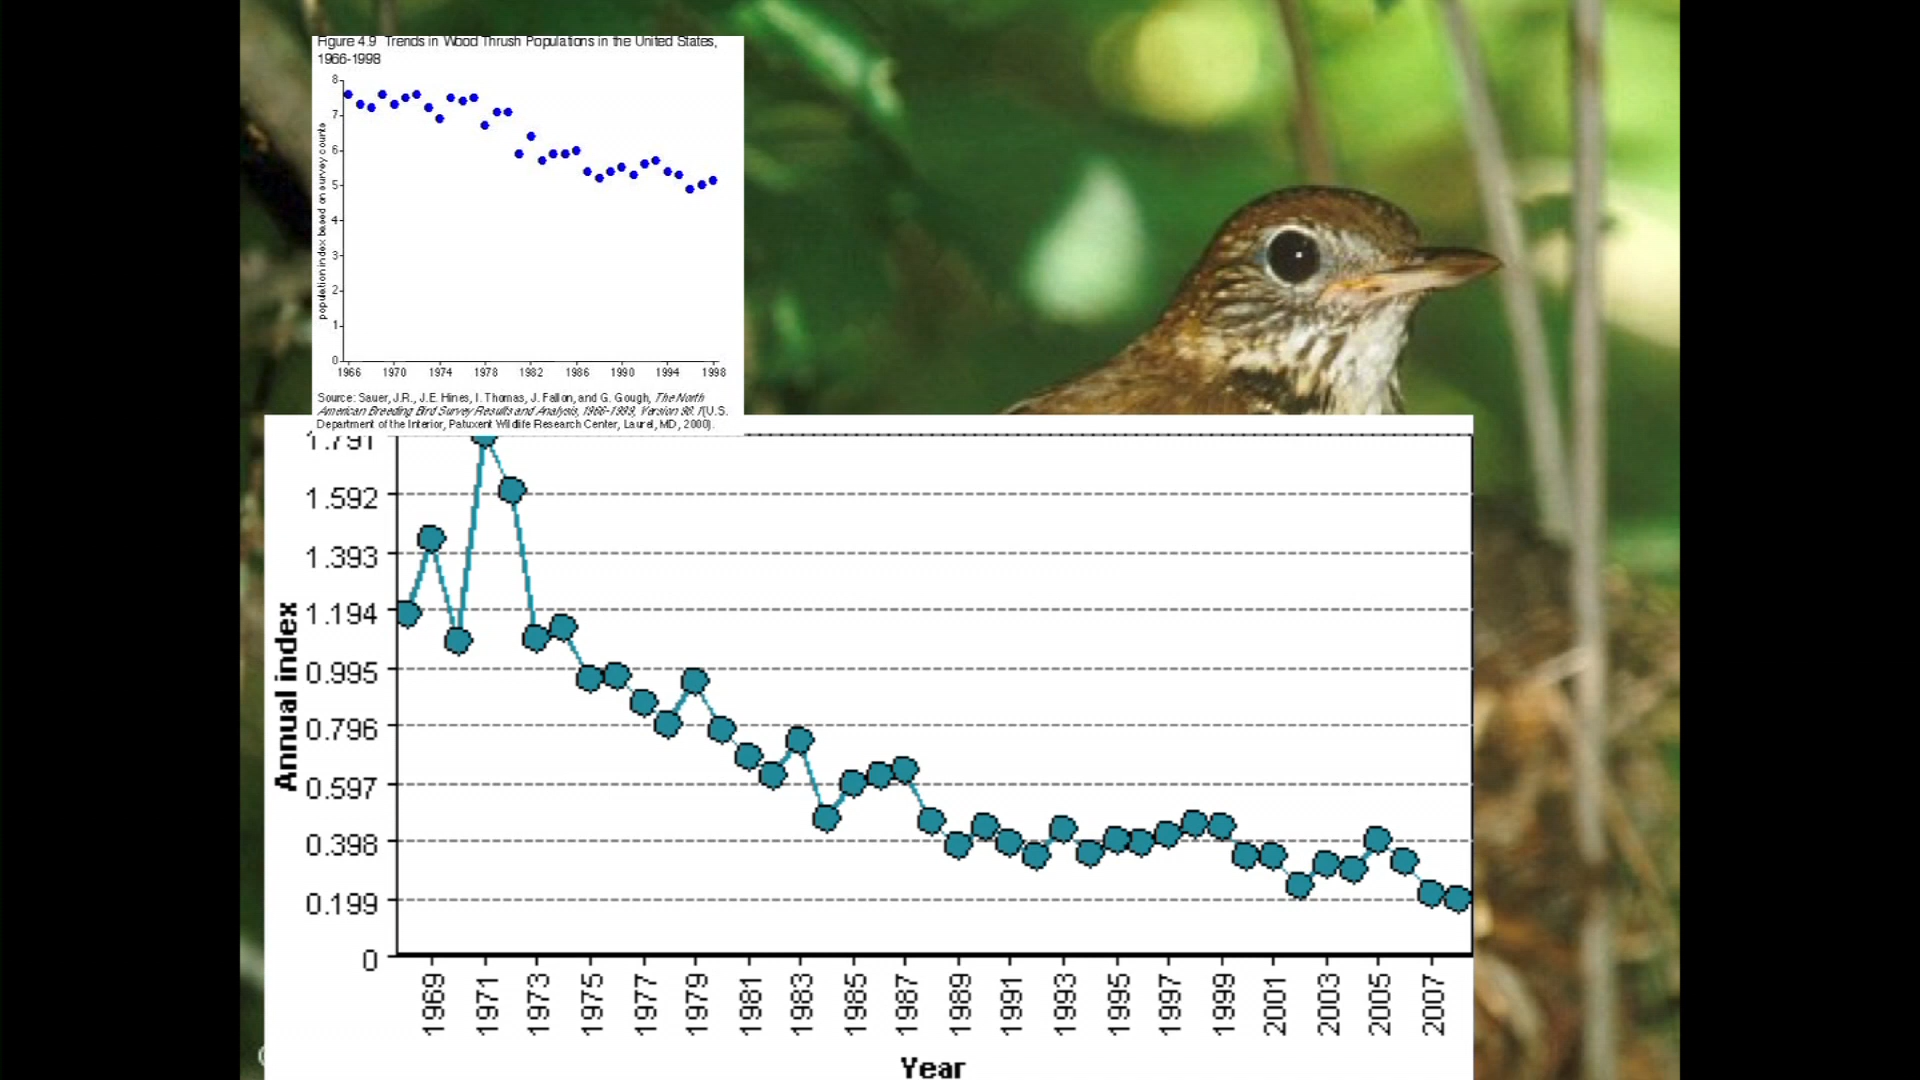 Figure 4.9 Trends in Wood Thrush Populations in the United States,
1966-1998
8
7
6
5
4
3
2
1
0
population index based on survey counts
1966 1970 1974 1978 1982 1986 1990 1994 1998
Source: Sauer, J.R., J.E. Hines, I. Thomas, J. Fallon, and G. Gough, The North
American Breeding Bird Survey Results and Analysis, 1966-1999, Version 98.1 (U.S.
Department of the Interior, Patuxent Wildlife Research Center, Laurel, MD, 2000).
1.791
1.592
1.393
1.194
0.995
0.796
0.597
0.398
0.199
0
Annual index
1969 1971 1973 1975 1977 1979 1981 1983 1985 1987 1989 1991 1993 1995 1997 1999 2001 2003 2005 2007
Year